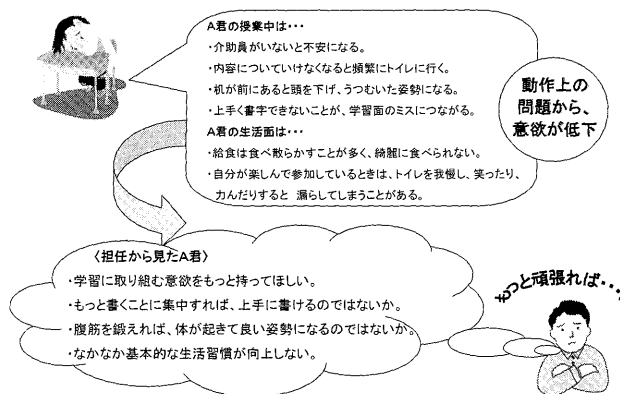 A君の授業中は・・・
・介助員がいないと不安になる。
・内容についていけなくなると頻繁にトイレに行く。
・机が前にあると頭を下げ、うつむいた姿勢になる。
・上手く書字できないことが、学習面のミスにつながる。
A君の生活面は・・・
・給食は食べ散らかすことが多く、綺麗に食べられない。
・自分が楽しんで参加しているときは、トイレを我慢し、笑ったり、
力んだりすると 漏らしてしまうことがある。
動作上の
問題から、
意欲が低下
〈担任から見たA君〉
・学習に取り組む意欲をもっと持ってほしい。
・もっと書くことに集中すれば、上手に書けるのではないか。
・腹筋を鍛えれば、体が起きて良い姿勢になるのではないか。
・なかなか基本的な生活習慣が向上しない。
もっと頑張れば・・・